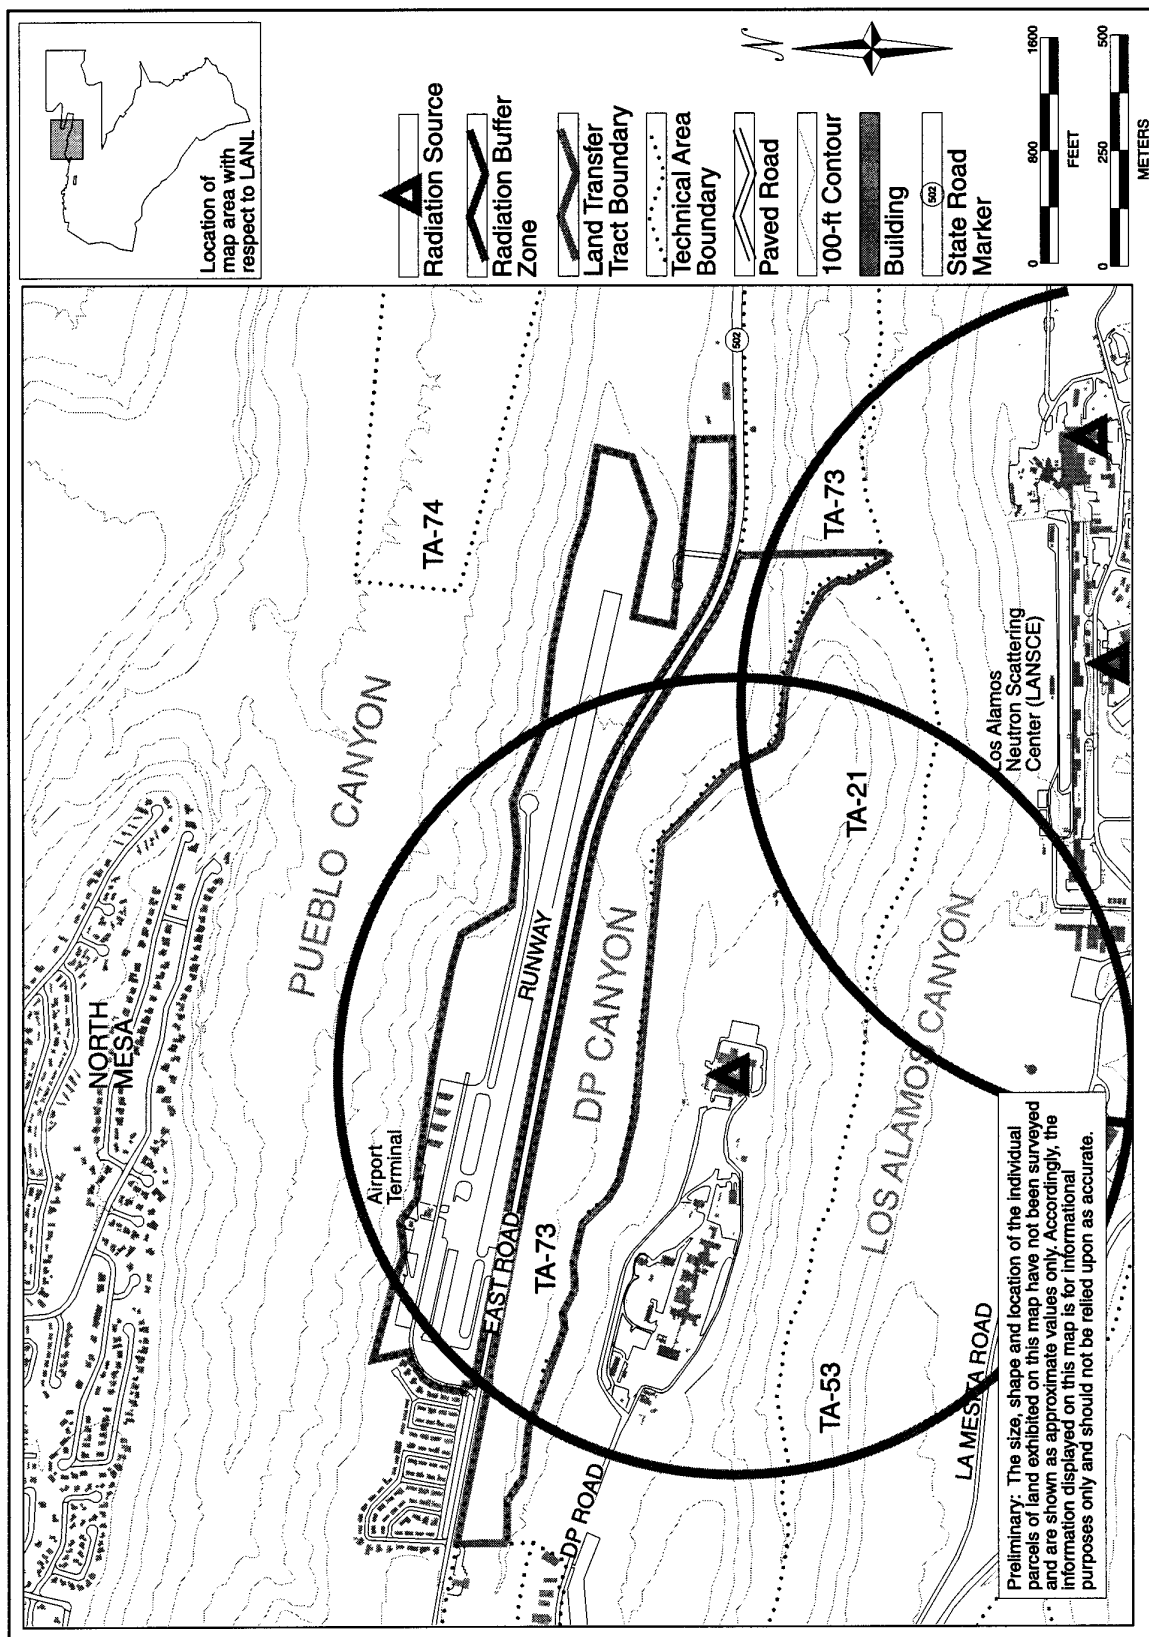 Location of
map area with
respect to LANL
Radiation Source
Radiation Buffer
Zone
Land Transfer
Tract Boundary
Technical Area
Boundary
Paved Road
100-ft Contour
Building
502
State Road
Marker
N
0 800 1600
FEET
0 250 500
METERS
NORTH
MESA
PUEBLO CANYON
TA-74
Airport
Terminal
RUNWAY
EAST ROAD
502
TA-73
DP CANYON
TA-73
DP ROAD
TA-21
Los Alamos
Neutron Scattering
Center (LANSCE)
LOS ALAMOS CANYON
TA-53
LA MESITA ROAD
Preliminary: The size, shape and location of the individual
parcels of land exhibited on this map have not been surveyed
and are shown as approximate values only. Accordingly, the
information displayed on this map is for informational
purposes only and should not be relied upon as accurate.